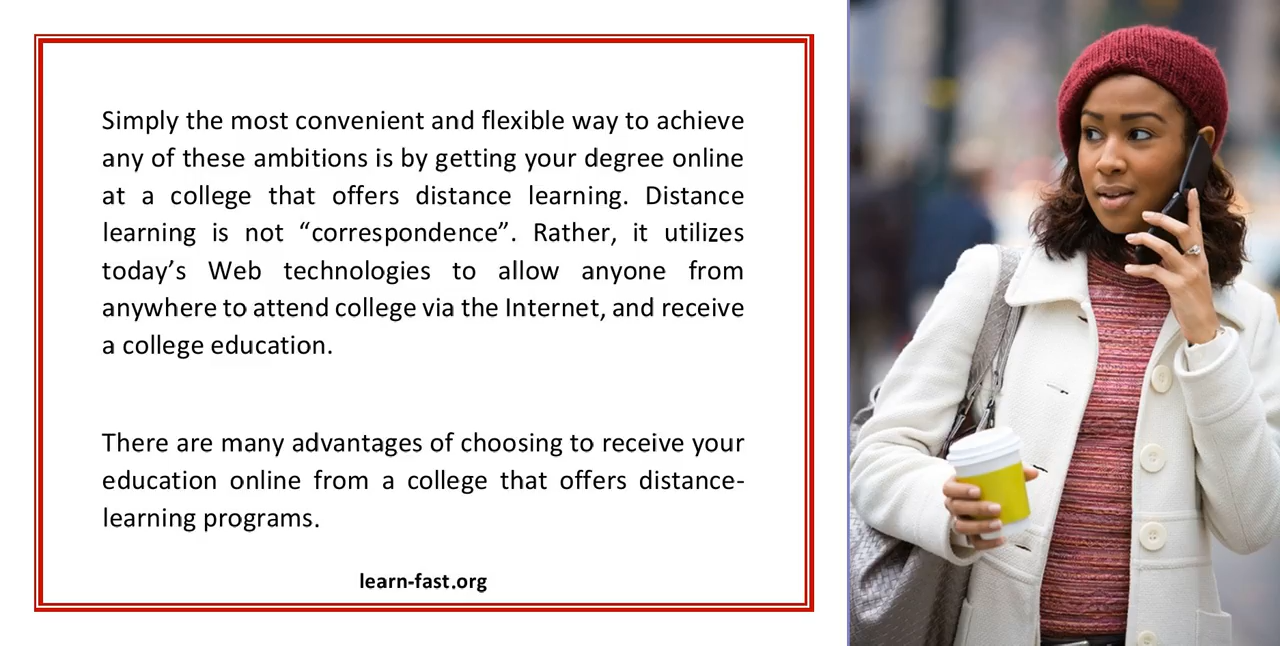 Simply the most convenient and flexible way to achieve
any of these ambitions is by getting your degree online
at a college that offers distance learning. Distance
learning is not “correspondence”. Rather, it utilizes
today’s Web technologies to allow anyone from
anywhere to attend college via the Internet, and receive
a college education.
There are many advantages of choosing to receive your
education online from a college that offers distance-
learning programs.
learn-fast.org